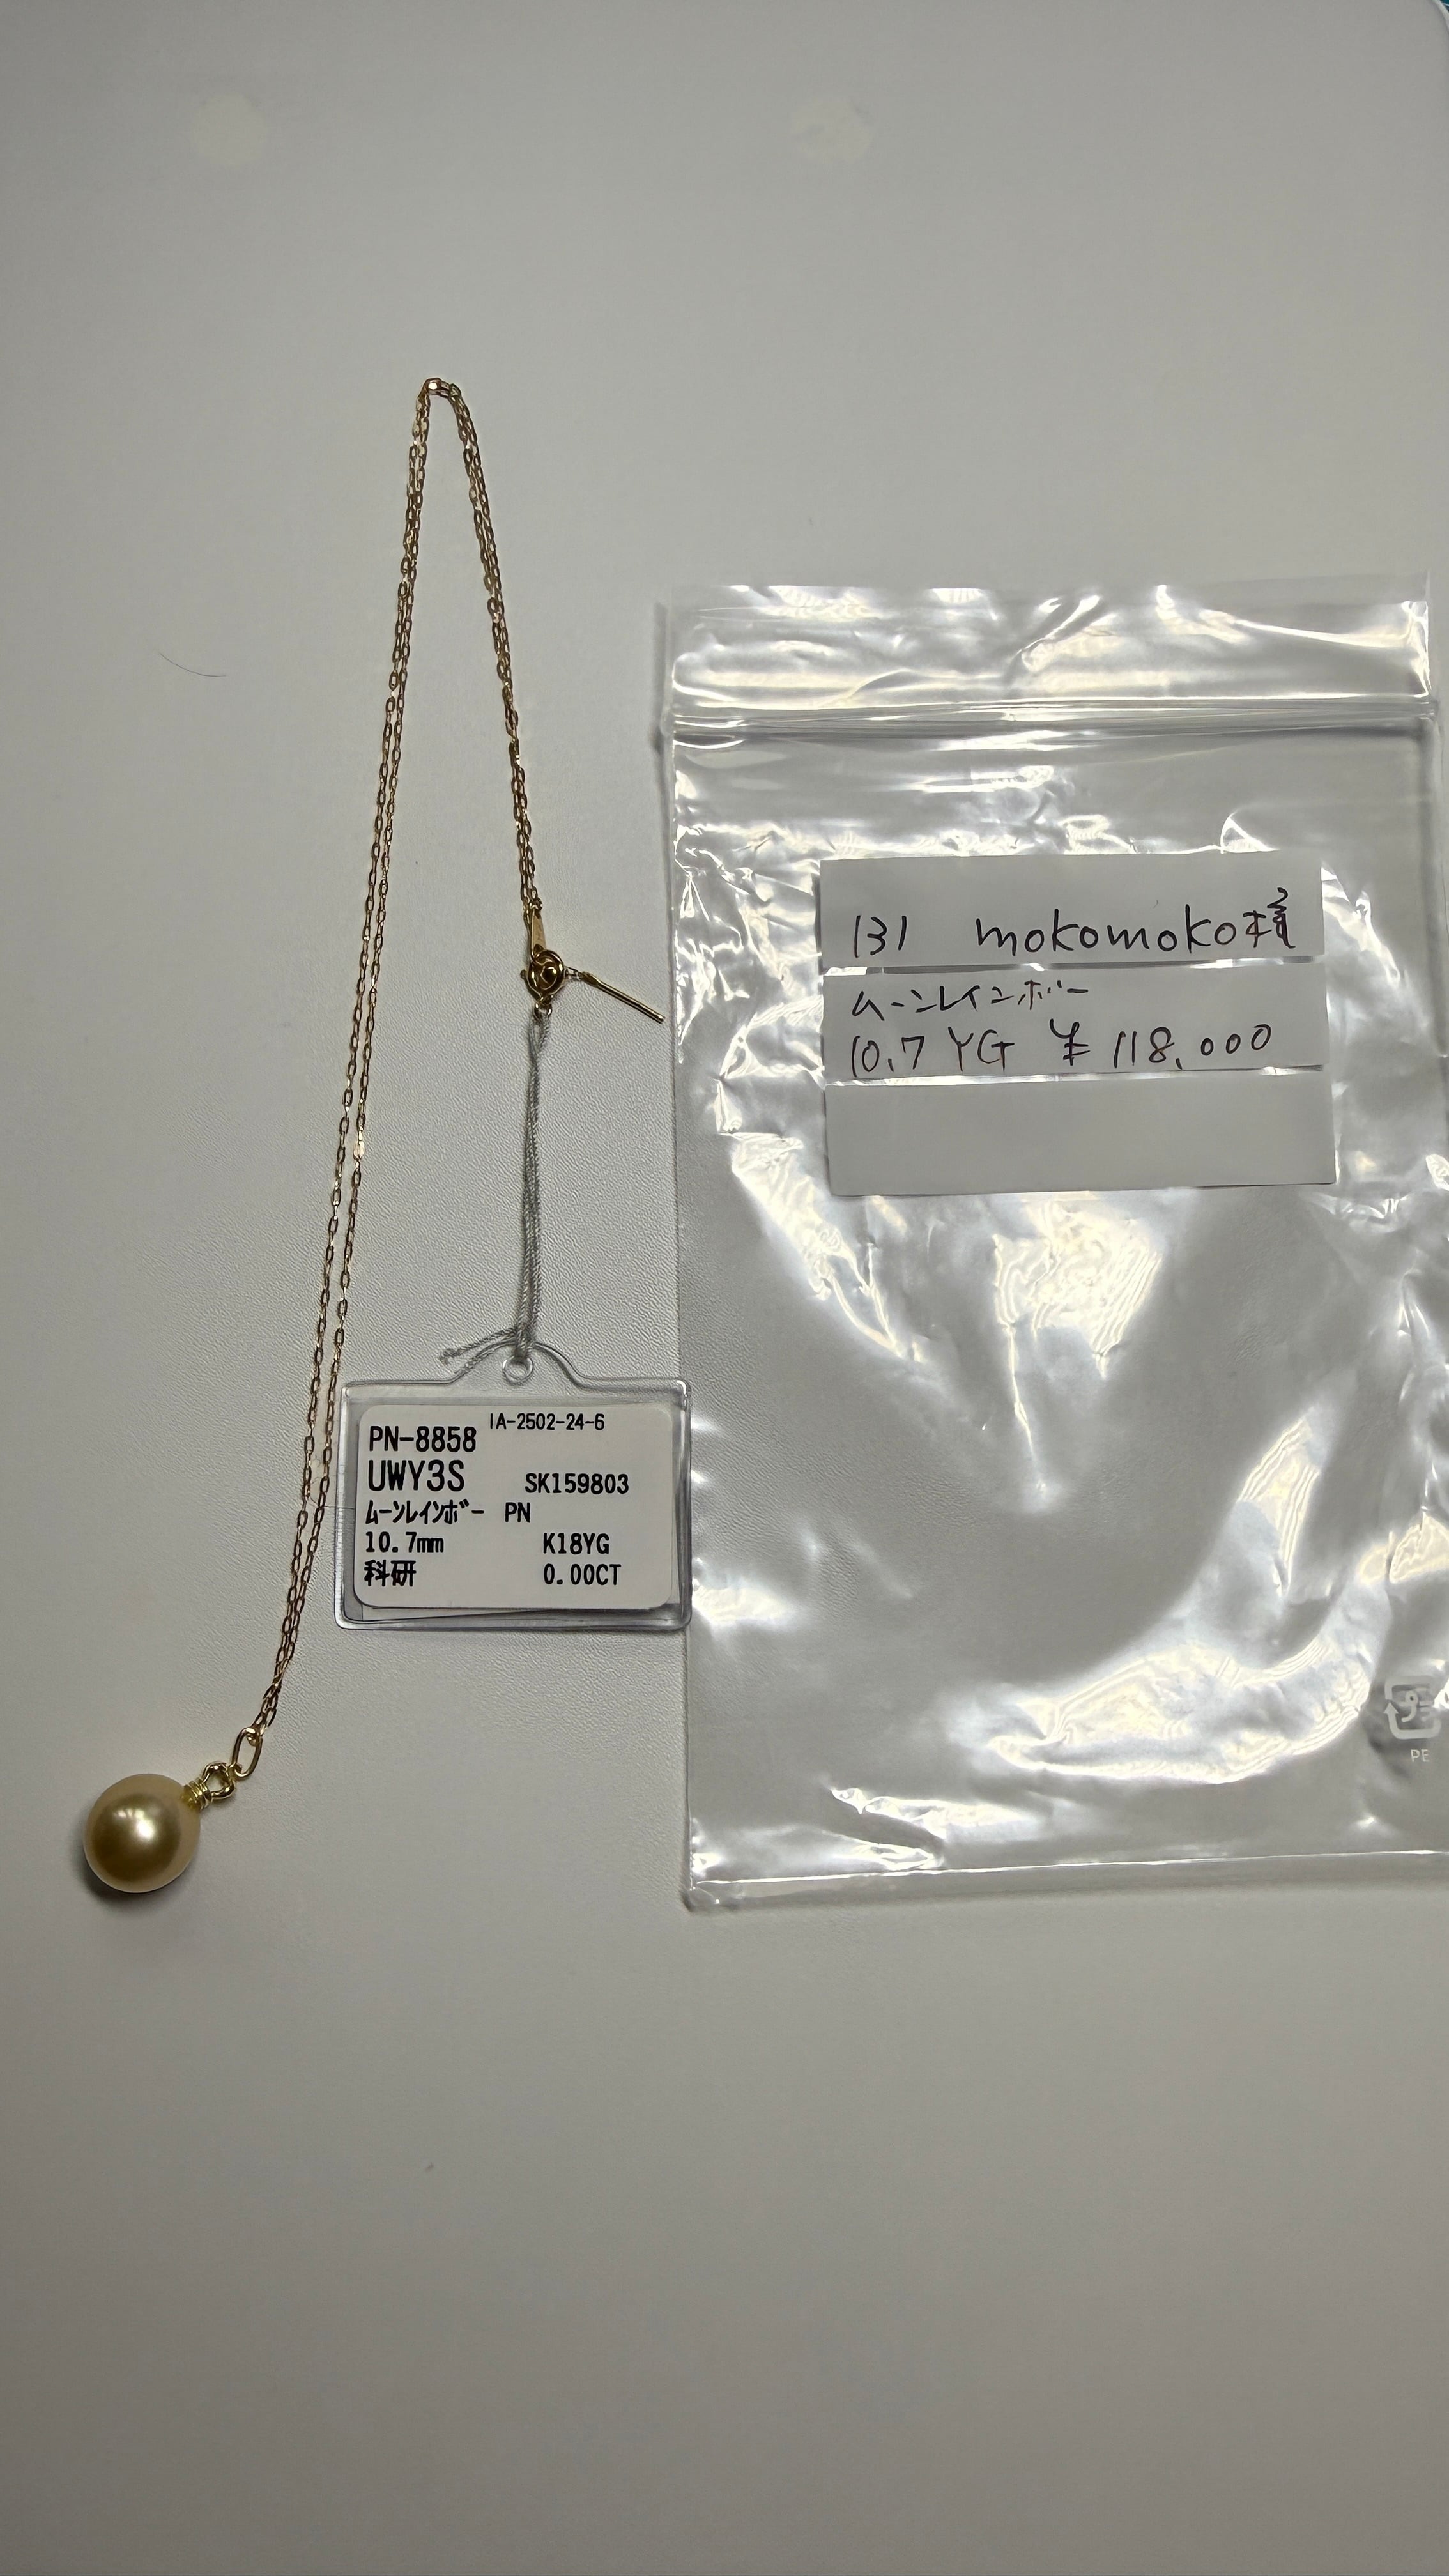 131 mokomoko様
ムーンレインボー
10.7 YG ¥118,000
IA-2502-24-6
PN-8858
UWY3S SK159803
ﾑｰﾝﾚｲﾝﾎﾞｰ PN
10.7mm K18YG
科研 0.00CT
プラ
PE